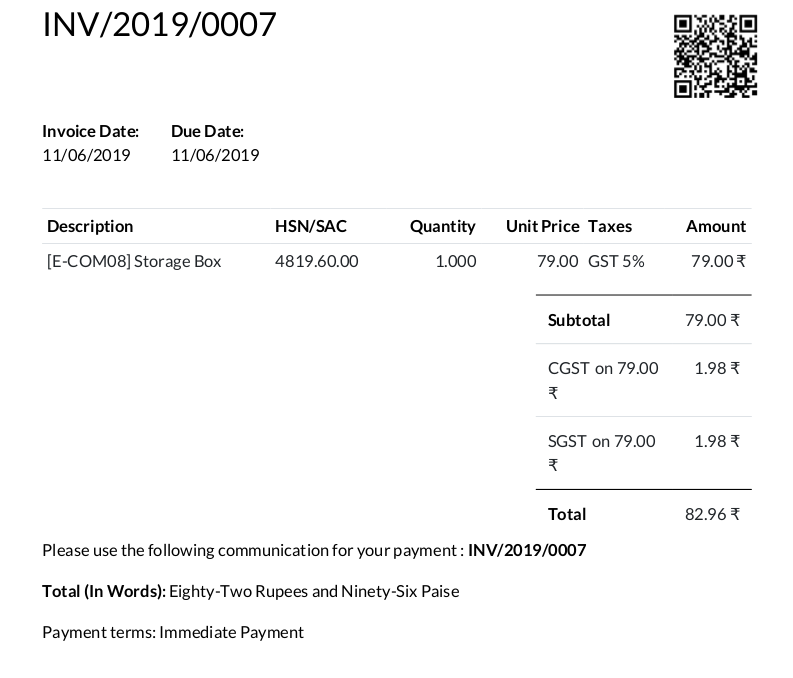 INV/2019/0007
Invoice Date: Due Date:
11/06/2019 11/06/2019
Description HSN/SAC Quantity Unit Price Taxes Amount
[E-COM08] Storage Box 4819.60.00 1.000 79.00 GST 5% 79.00 ₹
Subtotal 79.00 ₹
CGST on 79.00 1.98 ₹
₹
SGST on 79.00 1.98 ₹
₹
Total 82.96 ₹
Please use the following communication for your payment : INV/2019/0007
Total (In Words): Eighty-Two Rupees and Ninety-Six Paise
Payment terms: Immediate Payment